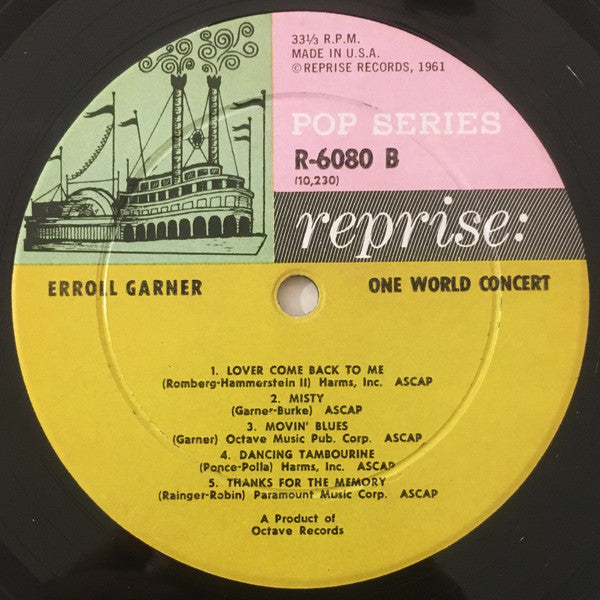 33⅓ R.P.M.
MADE IN U.S.A.
©REPRISE RECORDS, 1961
POP SERIES
R-6080 B
(10,230)
reprise:
ERROLL GARNER
ONE WORLD CONCERT
1. LOVER COME BACK TO ME
(Romberg-Hammerstein II) Harms, Inc. ASCAP
2. MISTY
(Garner-Burke) ASCAP
3. MOVIN' BLUES
(Garner) Octave Music Pub. Corp. ASCAP
4. DANCING TAMBOURINE
(Ponce-Polla) Harms, Inc. ASCAP
5. THANKS FOR THE MEMORY
(Rainger-Robin) Paramount Music Corp. ASCAP
A Product of
Octave Records